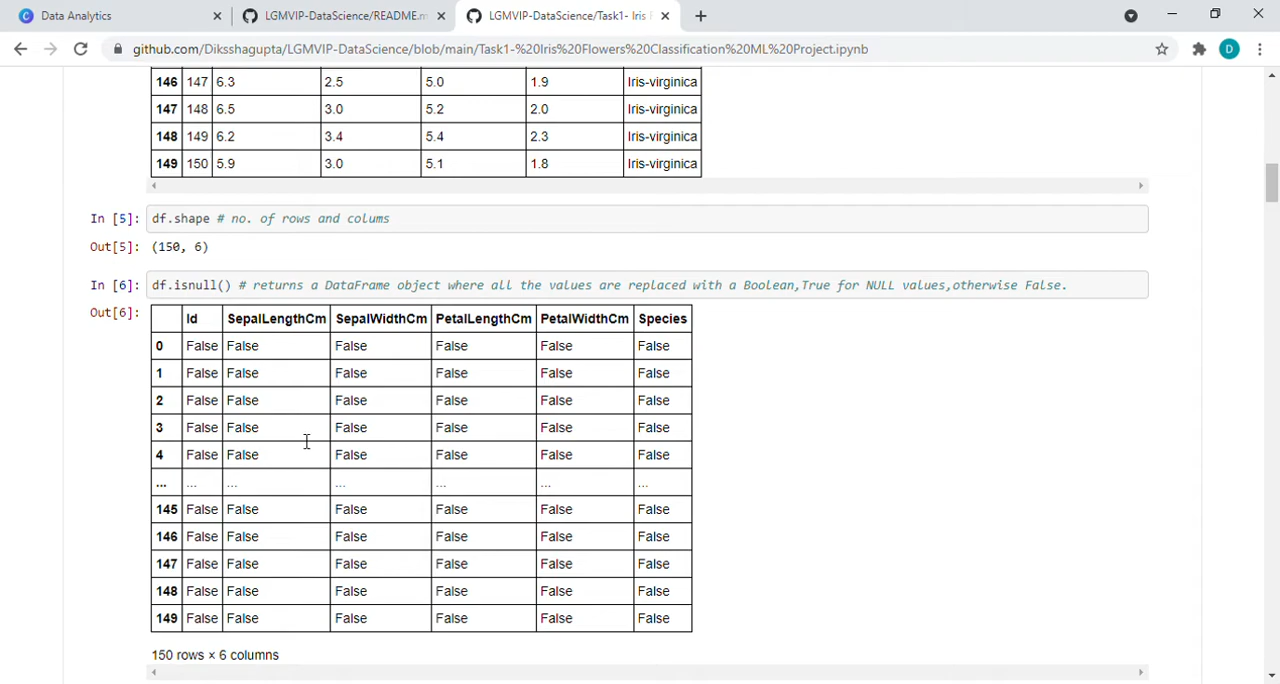 Data Analytics
LGMVIP-DataScience/README.m
LGMVIP-DataScience/Task1- Iris F
github.com/Diksshagupta/LGMVIP-DataScience/blob/main/Task1-%20Iris%20Flowers%20Classification%20ML%20Project.ipynb
D
146 147 6.3 2.5 5.0 1.9 Iris-virginica
147 148 6.5 3.0 5.2 2.0 Iris-virginica
148 149 6.2 3.4 5.4 2.3 Iris-virginica
149 150 5.9 3.0 5.1 1.8 Iris-virginica
In [5]: df.shape # no. of rows and colums
Out[5]: (150, 6)
In [6]: df.isnull() # returns a DataFrame object where all the values are replaced with a Boolean,True for NULL values,otherwise False.
Out[6]:
Id SepalLengthCm SepalWidthCm PetalLengthCm PetalWidthCm Species
0 False False False False False False
1 False False False False False False
2 False False False False False False
3 False False False False False False
4 False False False False False False
... ... ... ... ... ... ...
145 False False False False False False
146 False False False False False False
147 False False False False False False
148 False False False False False False
149 False False False False False False
150 rows × 6 columns